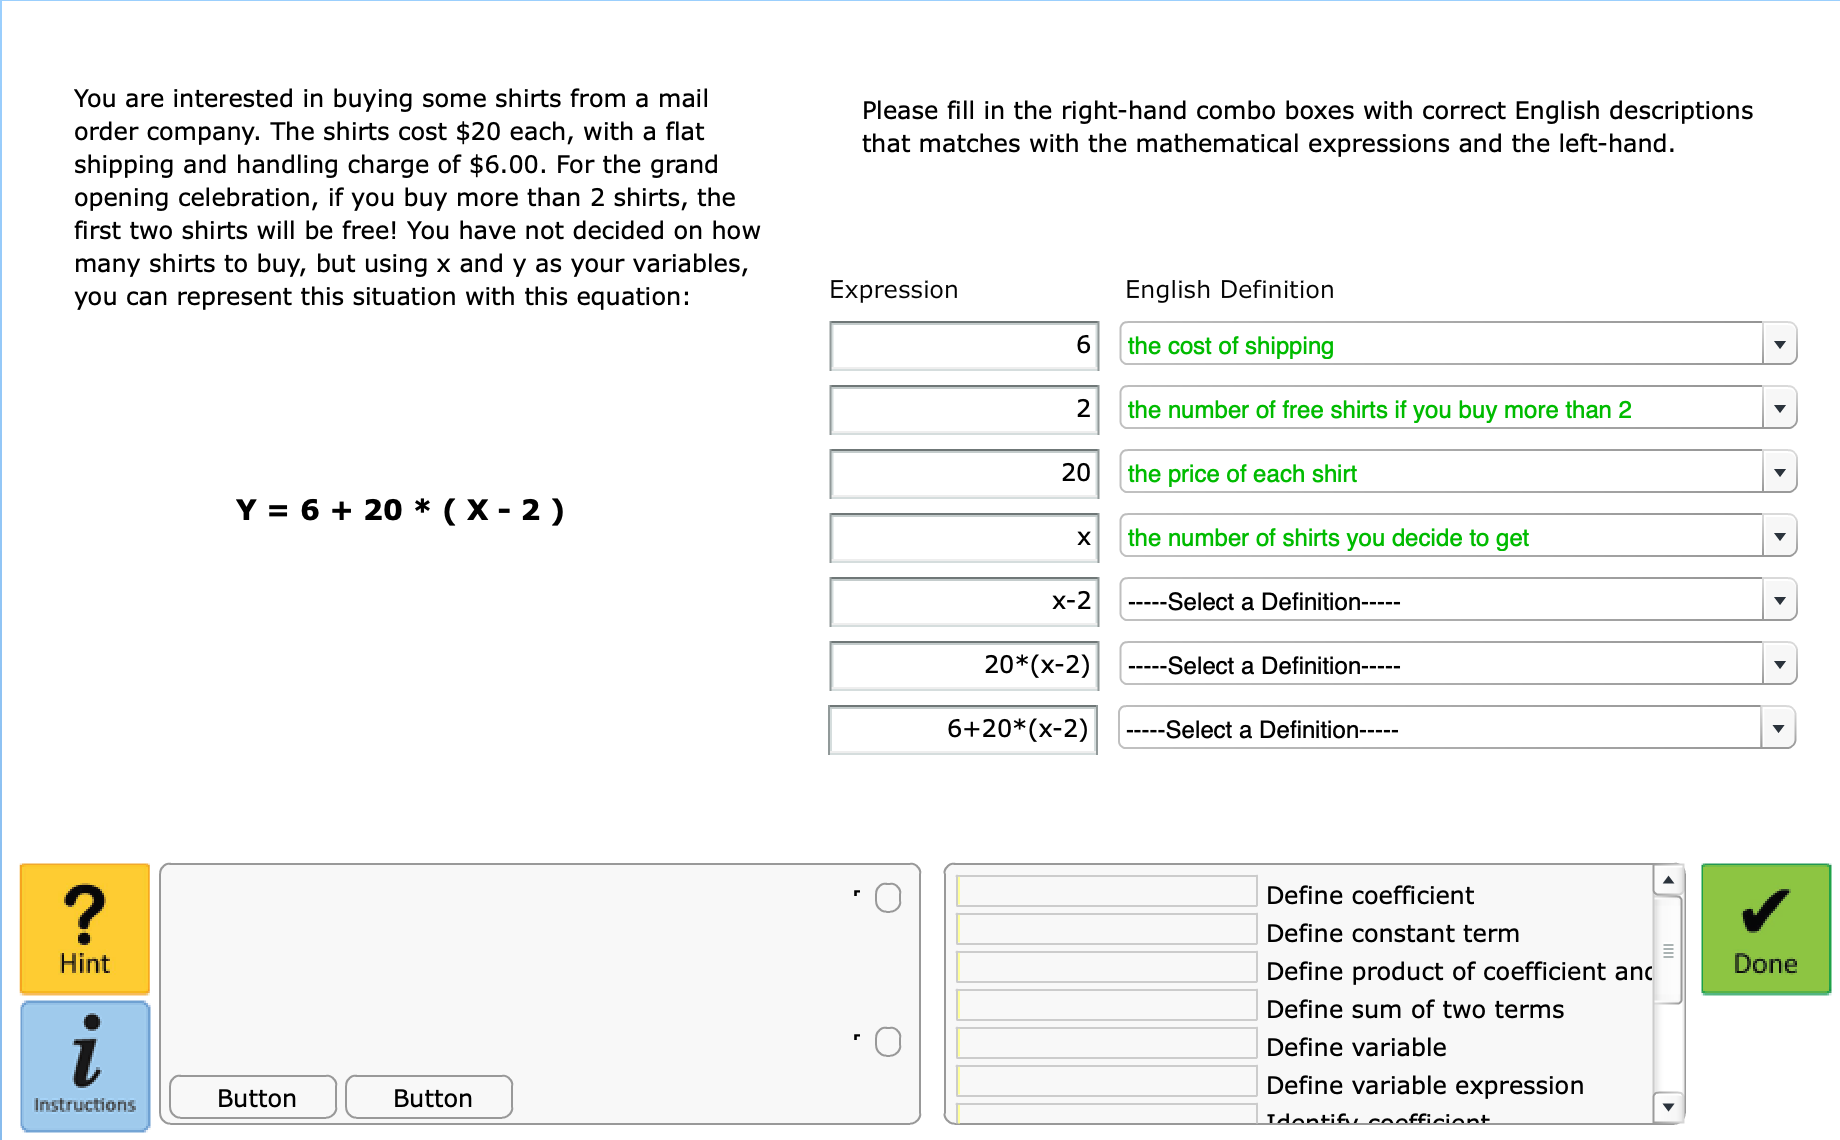 You are interested in buying some shirts from a mail
order company. The shirts cost $20 each, with a flat
shipping and handling charge of $6.00. For the grand
opening celebration, if you buy more than 2 shirts, the
first two shirts will be free! You have not decided on how
many shirts to buy, but using x and y as your variables,
you can represent this situation with this equation:
Y = 6 + 20 * ( X - 2 )
Please fill in the right-hand combo boxes with correct English descriptions
that matches with the mathematical expressions and the left-hand.
Expression English Definition
6 the cost of shipping
2 the number of free shirts if you buy more than 2
20 the price of each shirt
x the number of shirts you decide to get
x-2 -----Select a Definition-----
20*(x-2) -----Select a Definition-----
6+20*(x-2) -----Select a Definition-----
?
Hint
i
Instructions
Button Button
Define coefficient
Define constant term
Define product of coefficient and
Define sum of two terms
Define variable
Define variable expression
Identify coefficient
Done